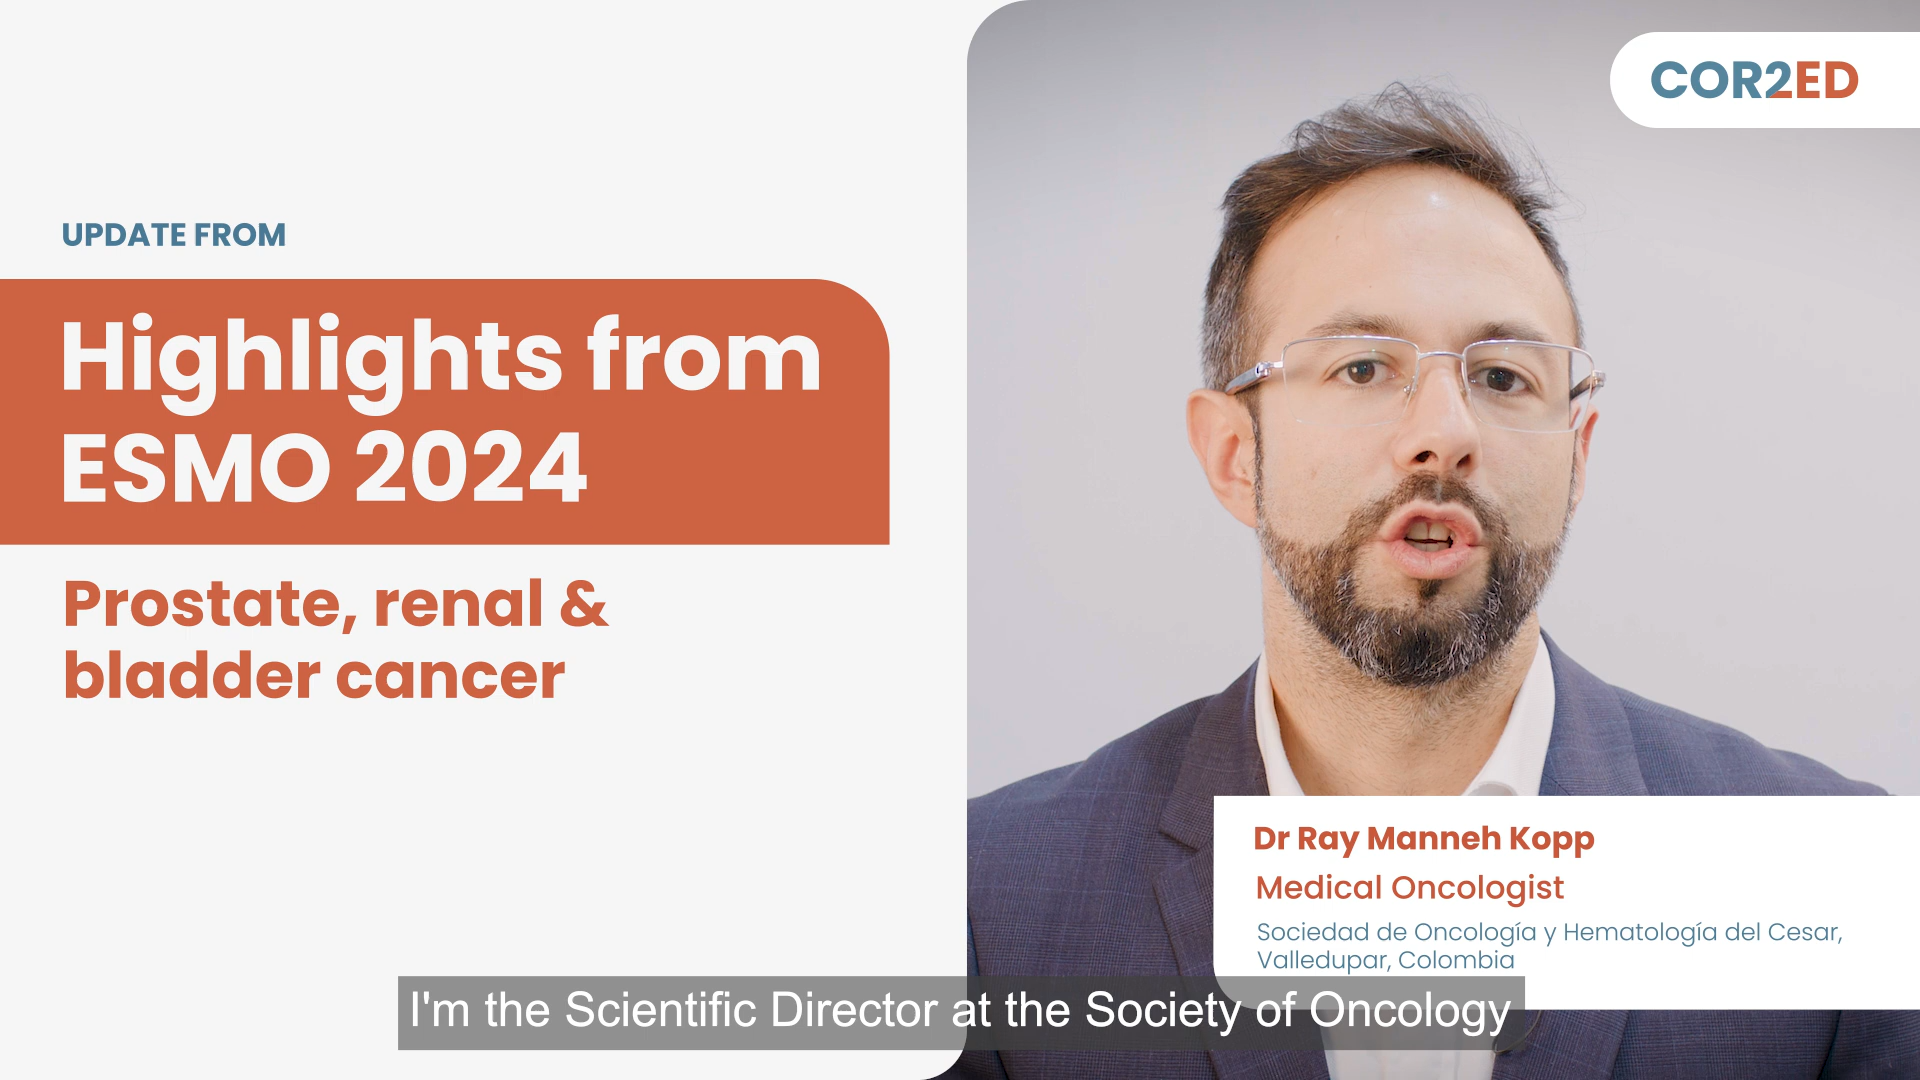 COR2ED
UPDATE FROM
Highlights from
ESMO 2024
Prostate, renal &
bladder cancer
Dr Ray Manneh Kopp
Medical Oncologist
Sociedad de Oncología y Hematología del Cesar,
Valledupar, Colombia
I'm the Scientific Director at the Society of Oncology